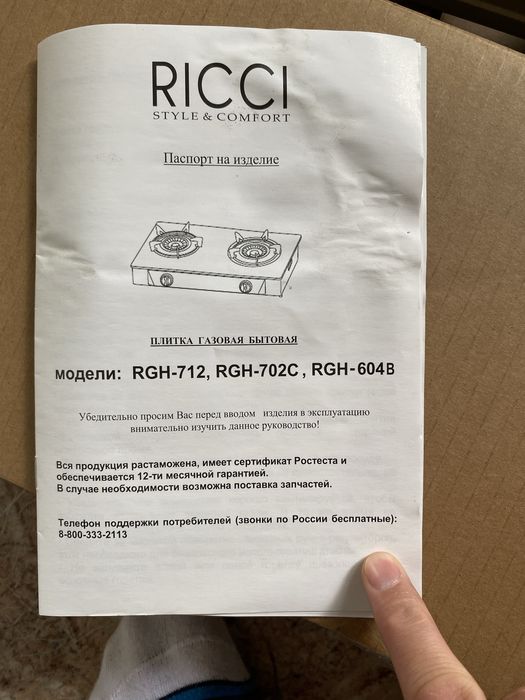 RICCI
STYLE & COMFORT
Паспорт на изделие
ПЛИТКА ГАЗОВАЯ БЫТОВАЯ
модели: RGH-712, RGH-702C , RGH-604B
Убедительно просим Вас перед вводом изделия в эксплуатацию
внимательно изучить данное руководство!
Вся продукция растаможена, имеет сертификат Ростеста и
обеспечивается 12-ти месячной гарантией.
В случае необходимости возможна поставка запчастей.
Телефон поддержки потребителей (звонки по России бесплатные):
8-800-333-2113